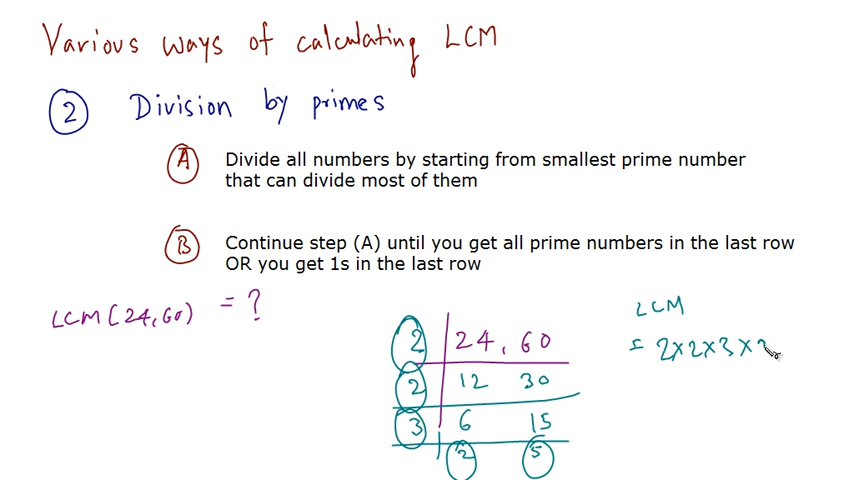 Various ways of calculating LCM
2 Division by primes
A Divide all numbers by starting from smallest prime number
that can divide most of them
B Continue step (A) until you get all prime numbers in the last row
OR you get 1s in the last row
LCM(24,60) = ?
2 24, 60
2 12 30
3 6 15
2 5
LCM
= 2×2×3×2